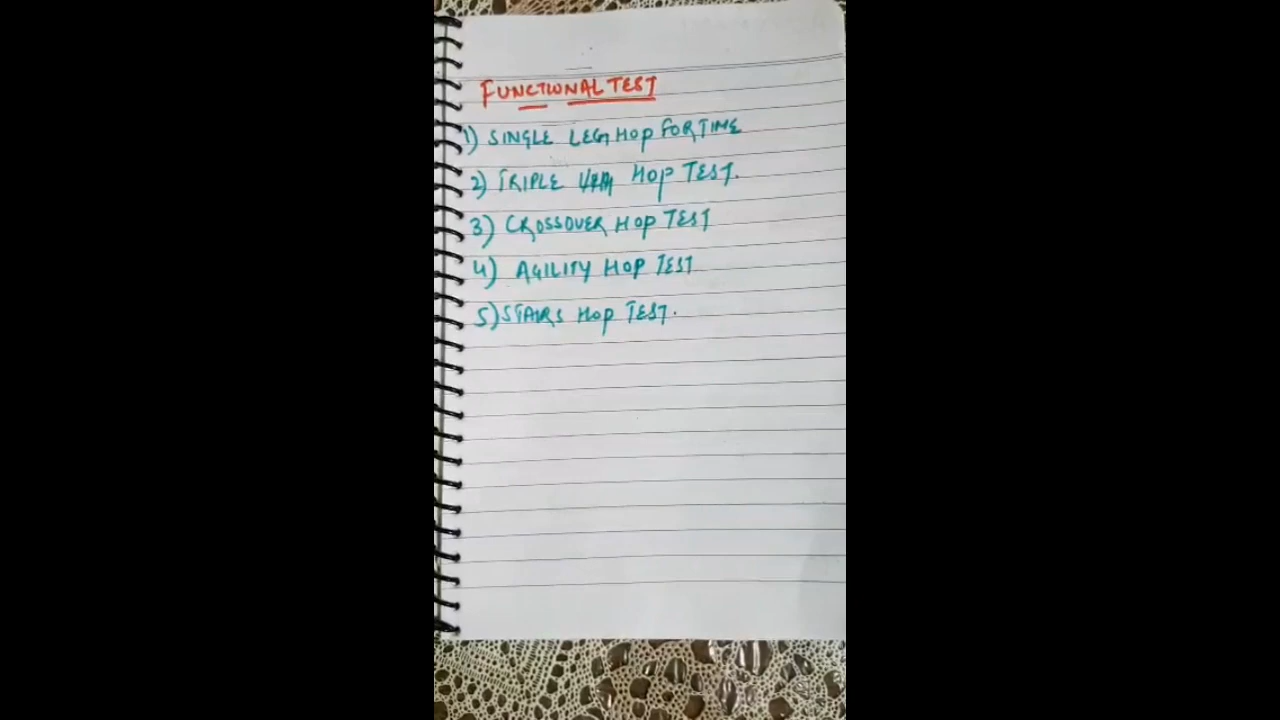 FUNCTIONAL TEST
1) SINGLE LEG HOP FOR TIME
2) TRIPLE HOP TEST.
3) CROSSOVER HOP TEST
4) AGILITY HOP TEST
5) STAIRS HOP TEST.